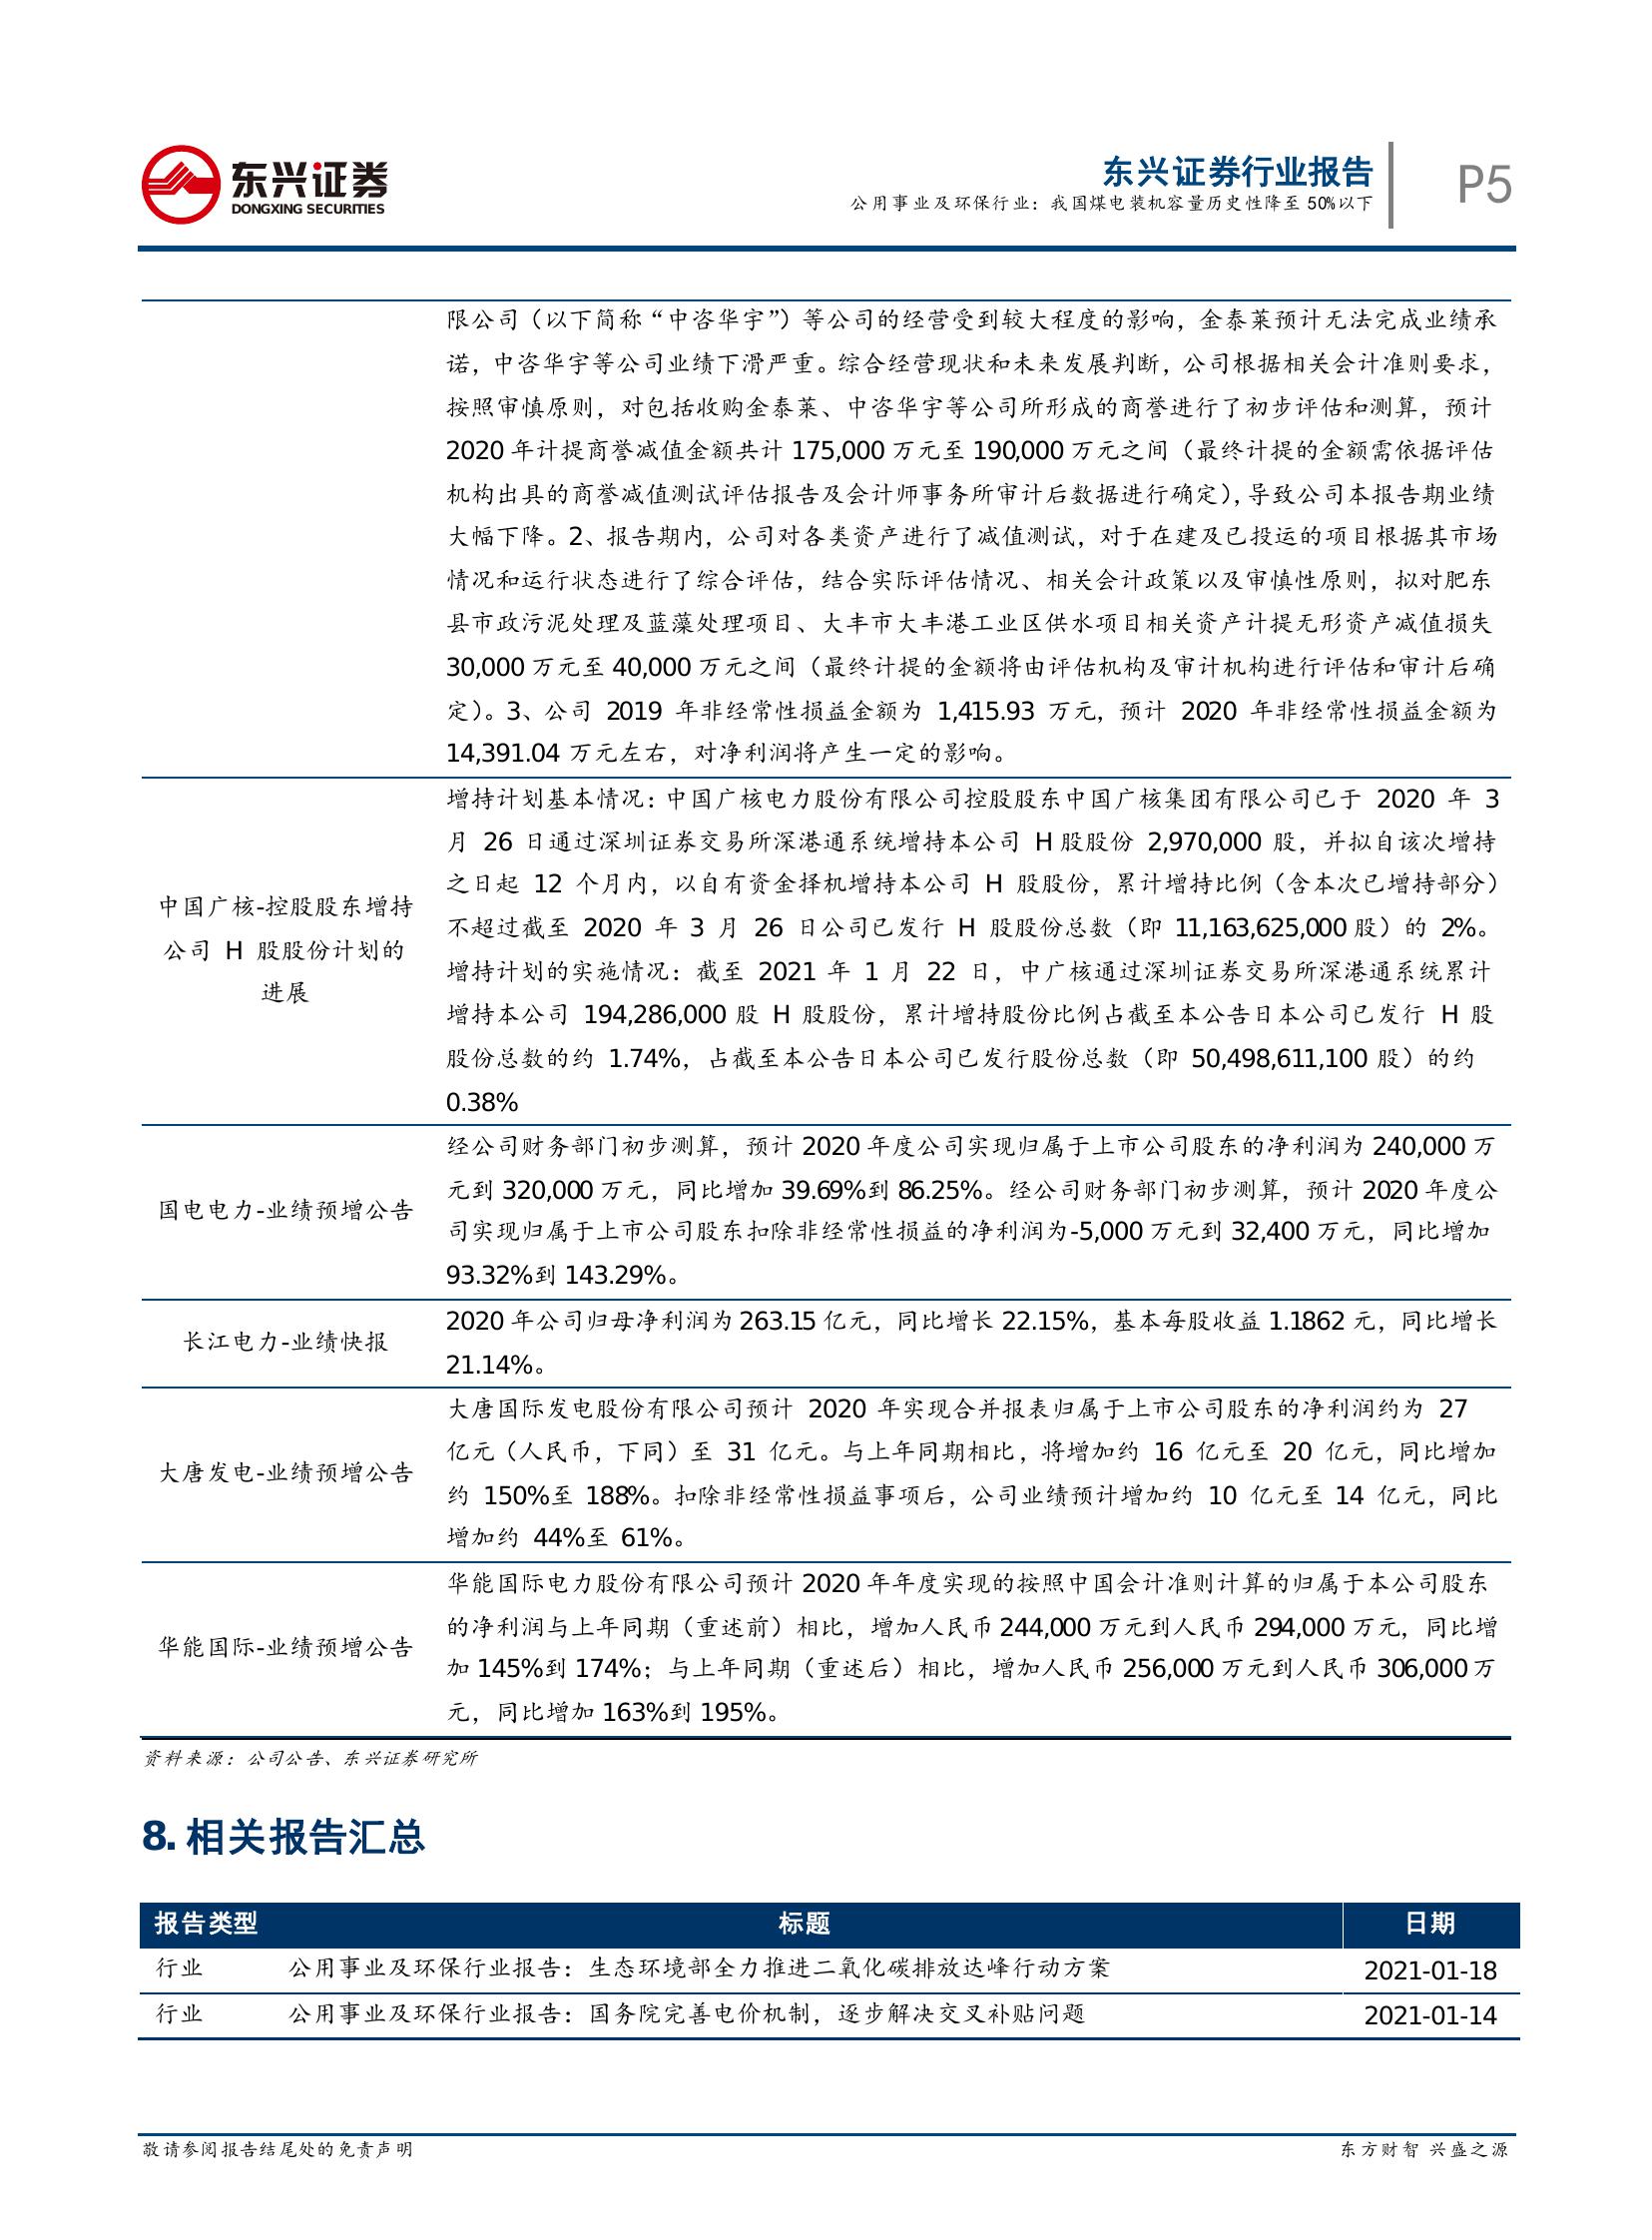 东兴证券
DONGXING SECURITIES
东兴证券行业报告
公用事业及环保行业：我国煤电装机容量历史性降至 50%以下
P5
限公司（以下简称“中咨华宇”）等公司的经营受到较大程度的影响，金泰莱预计无法完成业绩承
诺，中咨华宇等公司业绩下滑严重。综合经营现状和未来发展判断，公司根据相关会计准则要求，
按照审慎原则，对包括收购金泰莱、中咨华宇等公司所形成的商誉进行了初步评估和测算，预计
2020 年计提商誉减值金额共计 175,000 万元至 190,000 万元之间（最终计提的金额需依据评估
机构出具的商誉减值测试评估报告及会计师事务所审计后数据进行确定），导致公司本报告期业绩
大幅下降。2、报告期内，公司对各类资产进行了减值测试，对于在建及已投运的项目根据其市场
情况和运行状态进行了综合评估，结合实际评估情况、相关会计政策以及审慎性原则，拟对肥东
县市政污泥处理及蓝藻处理项目、大丰市大丰港工业区供水项目相关资产计提无形资产减值损失
30,000 万元至 40,000 万元之间（最终计提的金额将由评估机构及审计机构进行评估和审计后确
定）。3、公司 2019 年非经常性损益金额为 1,415.93 万元，预计 2020 年非经常性损益金额为
14,391.04 万元左右，对净利润将产生一定的影响。
中国广核-控股股东增持
公司 H 股股份计划的
进展
增持计划基本情况：中国广核电力股份有限公司控股股东中国广核集团有限公司已于 2020 年 3
月 26 日通过深圳证券交易所深港通系统增持本公司 H 股股份 2,970,000 股，并拟自该次增持
之日起 12 个月内，以自有资金择机增持本公司 H 股股份，累计增持比例（含本次已增持部分）
不超过截至 2020 年 3 月 26 日公司已发行 H 股股份总数（即 11,163,625,000 股）的 2%。
增持计划的实施情况：截至 2021 年 1 月 22 日，中广核通过深圳证券交易所深港通系统累计
增持本公司 194,286,000 股 H 股股份，累计增持股份比例占截至本公告日本公司已发行 H 股
股份总数的约 1.74%，占截至本公告日本公司已发行股份总数（即 50,498,611,100 股）的约
0.38%
国电电力-业绩预增公告
经公司财务部门初步测算，预计 2020 年度公司实现归属于上市公司股东的净利润为 240,000 万
元到 320,000 万元，同比增加 39.69%到 86.25%。经公司财务部门初步测算，预计 2020 年度公
司实现归属于上市公司股东扣除非经常性损益的净利润为-5,000 万元到 32,400 万元，同比增加
93.32%到 143.29%。
长江电力-业绩快报
2020 年公司归母净利润为 263.15 亿元，同比增长 22.15%，基本每股收益 1.1862 元，同比增长
21.14%。
大唐发电-业绩预增公告
大唐国际发电股份有限公司预计 2020 年实现合并报表归属于上市公司股东的净利润约为 27
亿元（人民币，下同）至 31 亿元。与上年同期相比，将增加约 16 亿元至 20 亿元，同比增加
约 150%至 188%。扣除非经常性损益事项后，公司业绩预计增加约 10 亿元至 14 亿元，同比
增加约 44%至 61%。
华能国际-业绩预增公告
华能国际电力股份有限公司预计 2020 年年度实现的按照中国会计准则计算的归属于本公司股东
的净利润与上年同期（重述前）相比，增加人民币 244,000 万元到人民币 294,000 万元，同比增
加 145%到 174%；与上年同期（重述后）相比，增加人民币 256,000 万元到人民币 306,000 万
元，同比增加 163%到 195%。
资料来源：公司公告、东兴证券研究所
8. 相关报告汇总
报告类型 标题 日期
行业 公用事业及环保行业报告：生态环境部全力推进二氧化碳排放达峰行动方案 2021-01-18
行业 公用事业及环保行业报告：国务院完善电价机制，逐步解决交叉补贴问题 2021-01-14
敬请参阅报告结尾处的免责声明
东方财智 兴盛之源